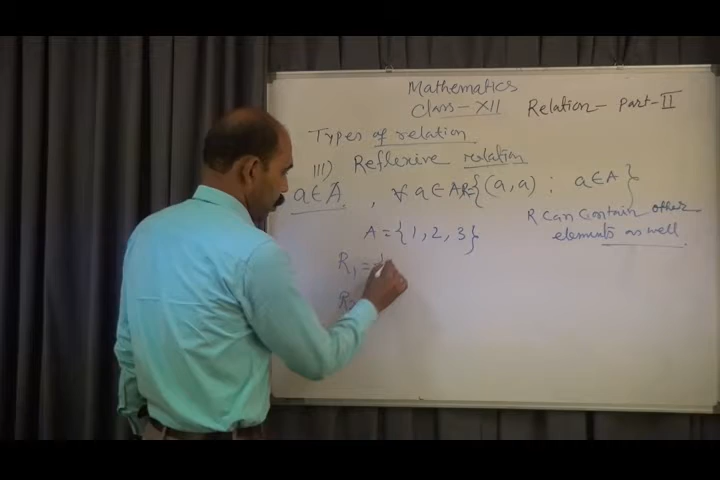 Mathematics
Class - XII Relation - Part - II
Types of relation
III) Reflexive relation
a ∈ A , ∀ a ∈ A R {(a, a) : a ∈ A}
R can contain other
elements as well
A = {1, 2, 3}
R₁ = {
R